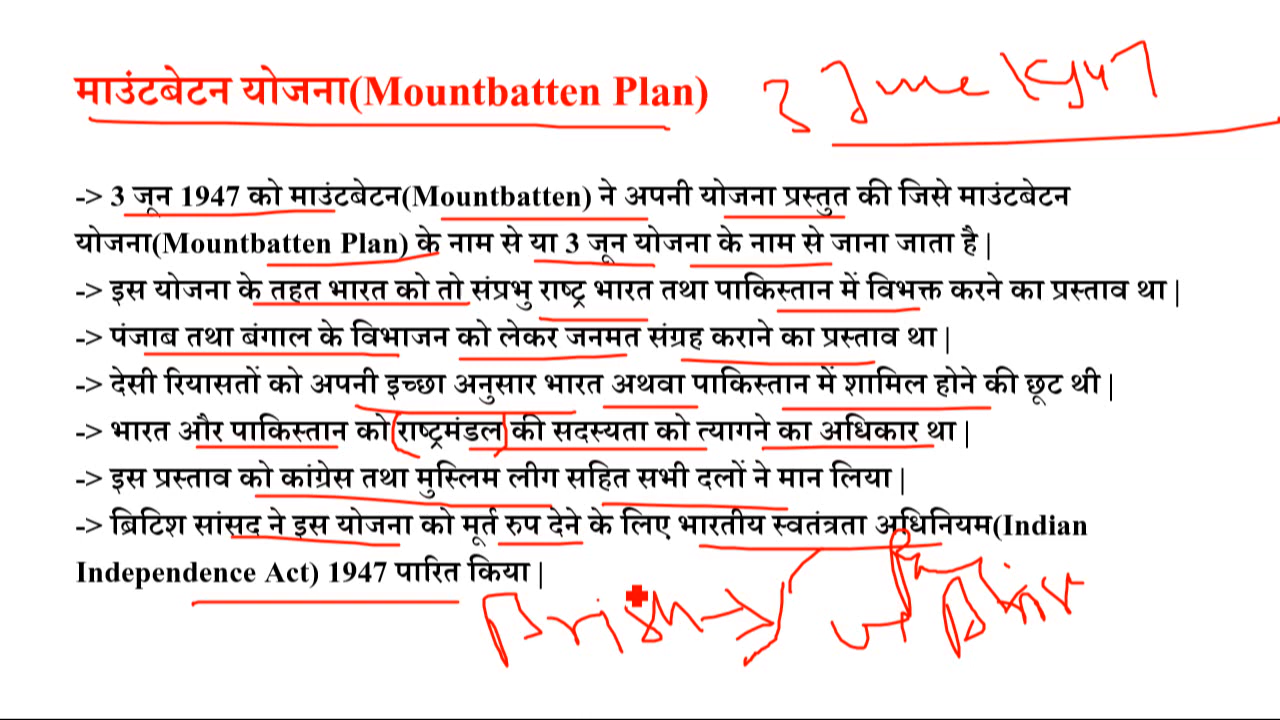 माउंटबेटन योजना(Mountbatten Plan) 3 June 1947
-> 3 जून 1947 को माउंटबेटन(Mountbatten) ने अपनी योजना प्रस्तुत की जिसे माउंटबेटन
योजना(Mountbatten Plan) के नाम से या 3 जून योजना के नाम से जाना जाता है |
-> इस योजना के तहत भारत को तो संप्रभु राष्ट्र भारत तथा पाकिस्तान में विभक्त करने का प्रस्ताव था |
-> पंजाब तथा बंगाल के विभाजन को लेकर जनमत संग्रह कराने का प्रस्ताव था |
-> देसी रियासतों को अपनी इच्छा अनुसार भारत अथवा पाकिस्तान में शामिल होने की छूट थी |
-> भारत और पाकिस्तान को राष्ट्रमंडल की सदस्यता को त्यागने का अधिकार था |
-> इस प्रस्ताव को कांग्रेस तथा मुस्लिम लीग सहित सभी दलों ने मान लिया |
-> ब्रिटिश सांसद ने इस योजना को मूर्त रुप देने के लिए भारतीय स्वतंत्रता अधिनियम(Indian
Independence Act) 1947 पारित किया |